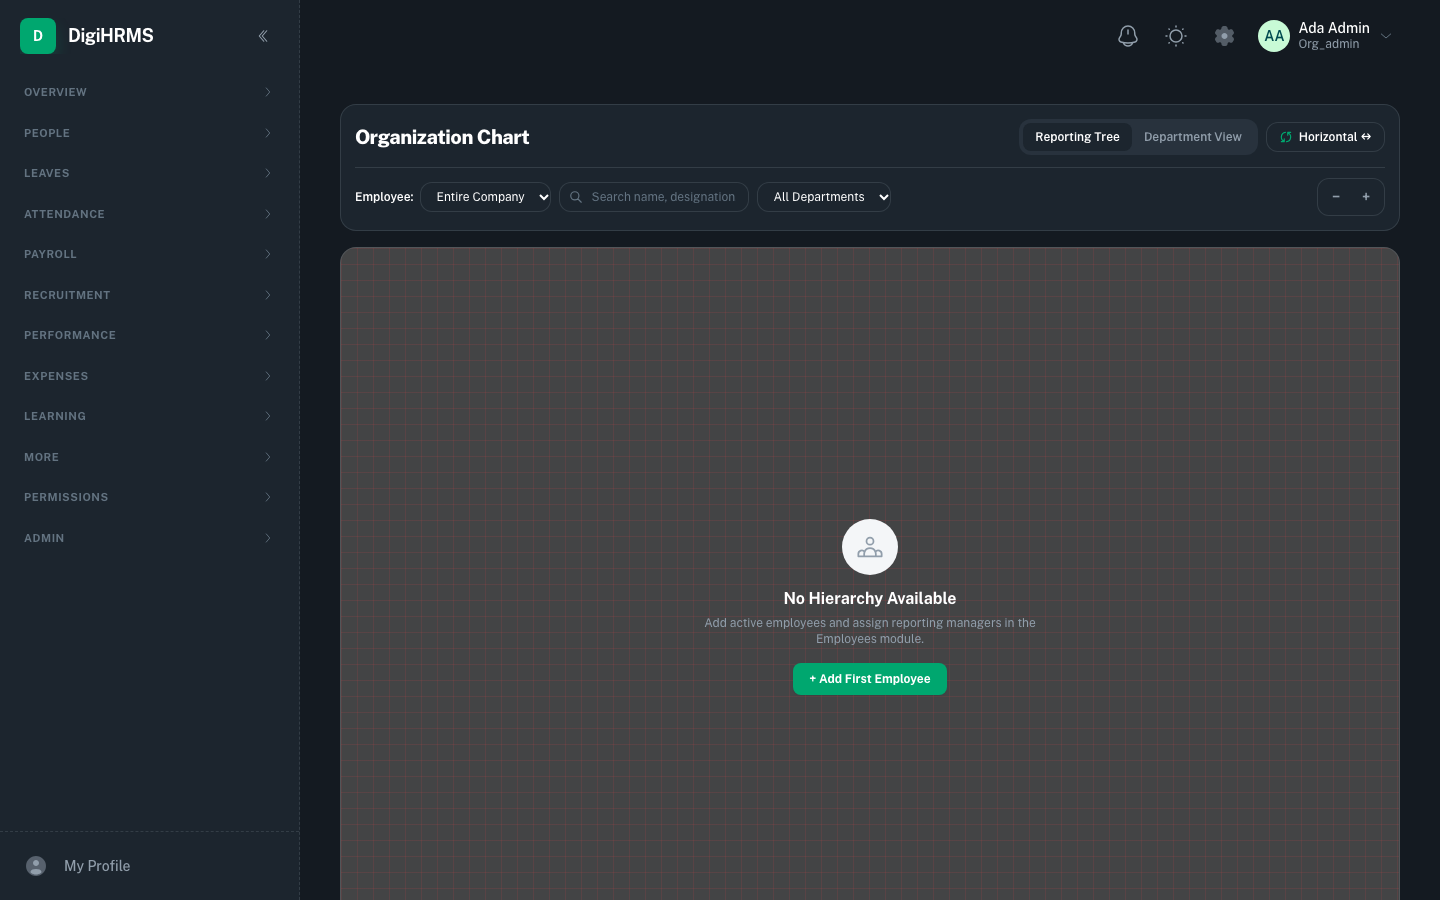 D
DigiHRMS
OVERVIEW
PEOPLE
LEAVES
ATTENDANCE
PAYROLL
RECRUITMENT
PERFORMANCE
EXPENSES
LEARNING
MORE
PERMISSIONS
ADMIN
My Profile
AA
Ada Admin
Org_admin
Organization Chart
Reporting Tree
Department View
Horizontal ↔
Employee:
Entire Company
Search name, designation
All Departments
−
+
No Hierarchy Available
Add active employees and assign reporting managers in the
Employees module.
+ Add First Employee